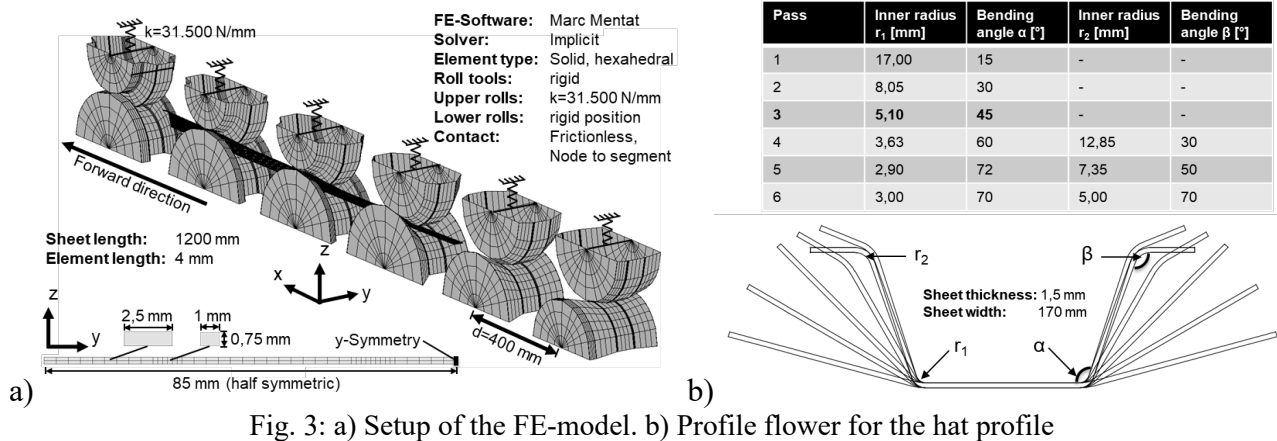 k=31.500 N/mm
FE-Software: Marc Mentat
Solver: Implicit
Element type: Solid, hexahedral
Roll tools: rigid
Upper rolls: k=31.500 N/mm
Lower rolls: rigid position
Contact: Frictionless,
Node to segment
Forward direction
Sheet length: 1200 mm
Element length: 4 mm
z
x
y
d=400 mm
z
y
2,5 mm
1 mm
0,75 mm
y-Symmetry
85 mm (half symmetric)
a)
Pass Inner radius r₁ [mm] Bending angle α [°] Inner radius r₂ [mm] Bending angle β [°]
1 17,00 15 - -
2 8,05 30 - -
3 5,10 45 - -
4 3,63 60 12,85 30
5 2,90 72 7,35 50
6 3,00 70 5,00 70
r₂
β
Sheet thickness: 1,5 mm
Sheet width: 170 mm
r₁
α
b)
Fig. 3: a) Setup of the FE-model. b) Profile flower for the hat profile